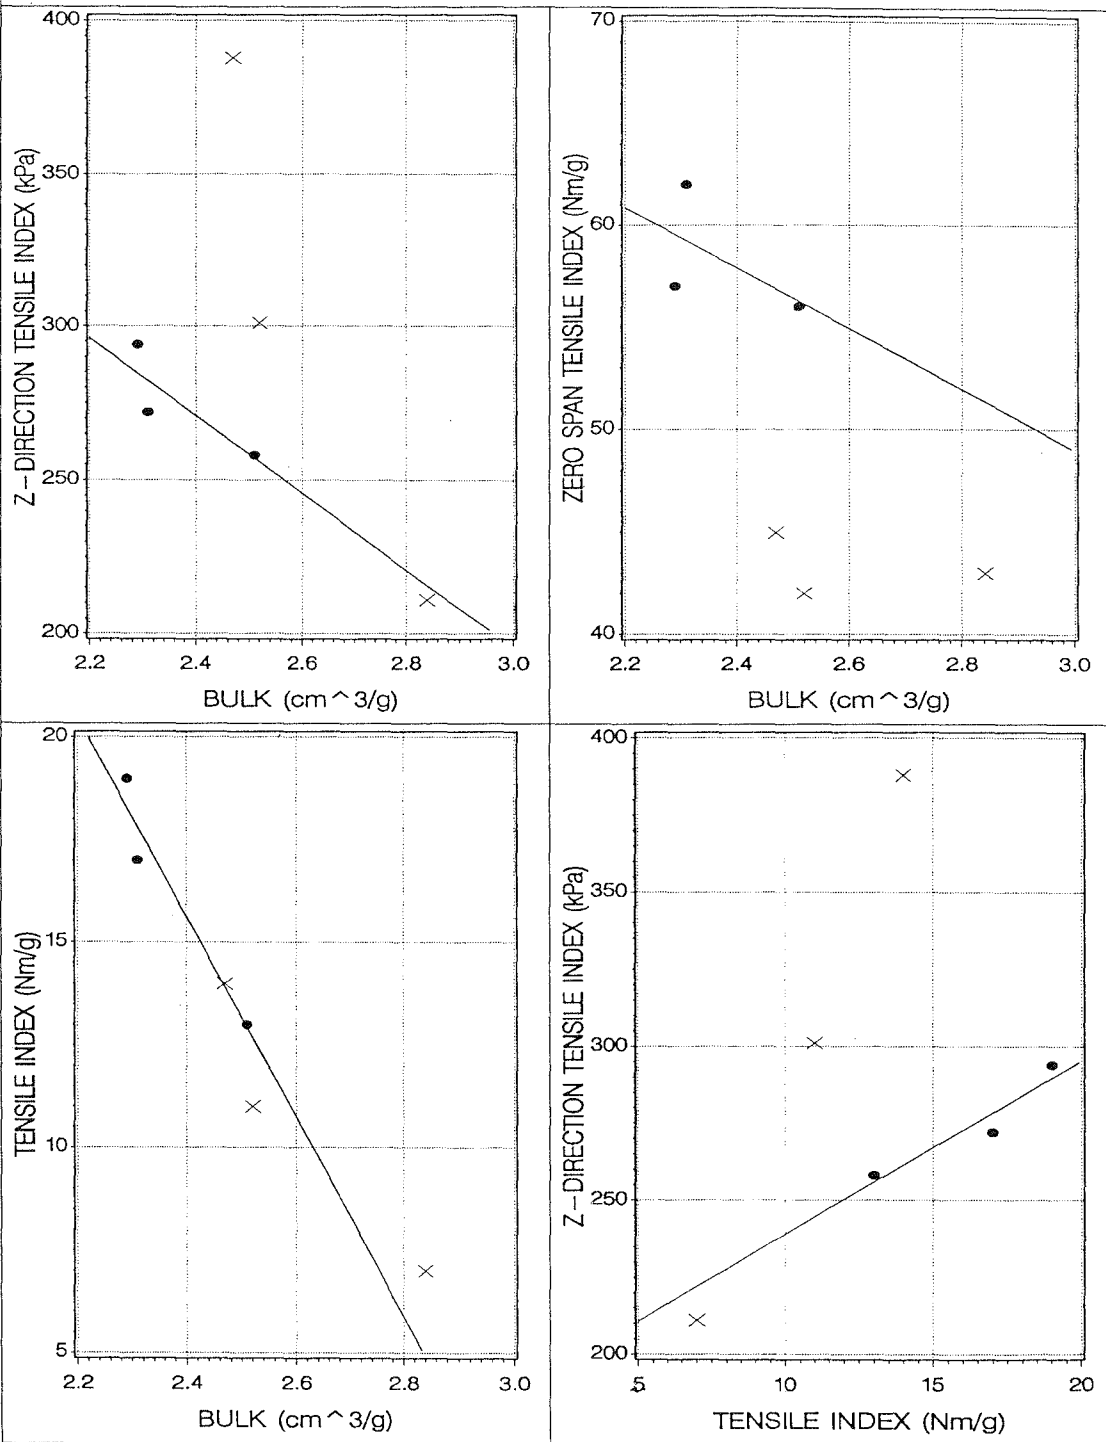 400
350
300
250
200
Z-DIRECTION TENSILE INDEX (kPa)
2.2 2.4 2.6 2.8 3.0
BULK (cm^3/g)
70
60
50
40
ZERO SPAN TENSILE INDEX (Nm/g)
2.2 2.4 2.6 2.8 3.0
BULK (cm^3/g)
20
15
10
5
TENSILE INDEX (Nm/g)
2.2 2.4 2.6 2.8 3.0
BULK (cm^3/g)
400
350
300
250
200
Z-DIRECTION TENSILE INDEX (kPa)
5 10 15 20
TENSILE INDEX (Nm/g)